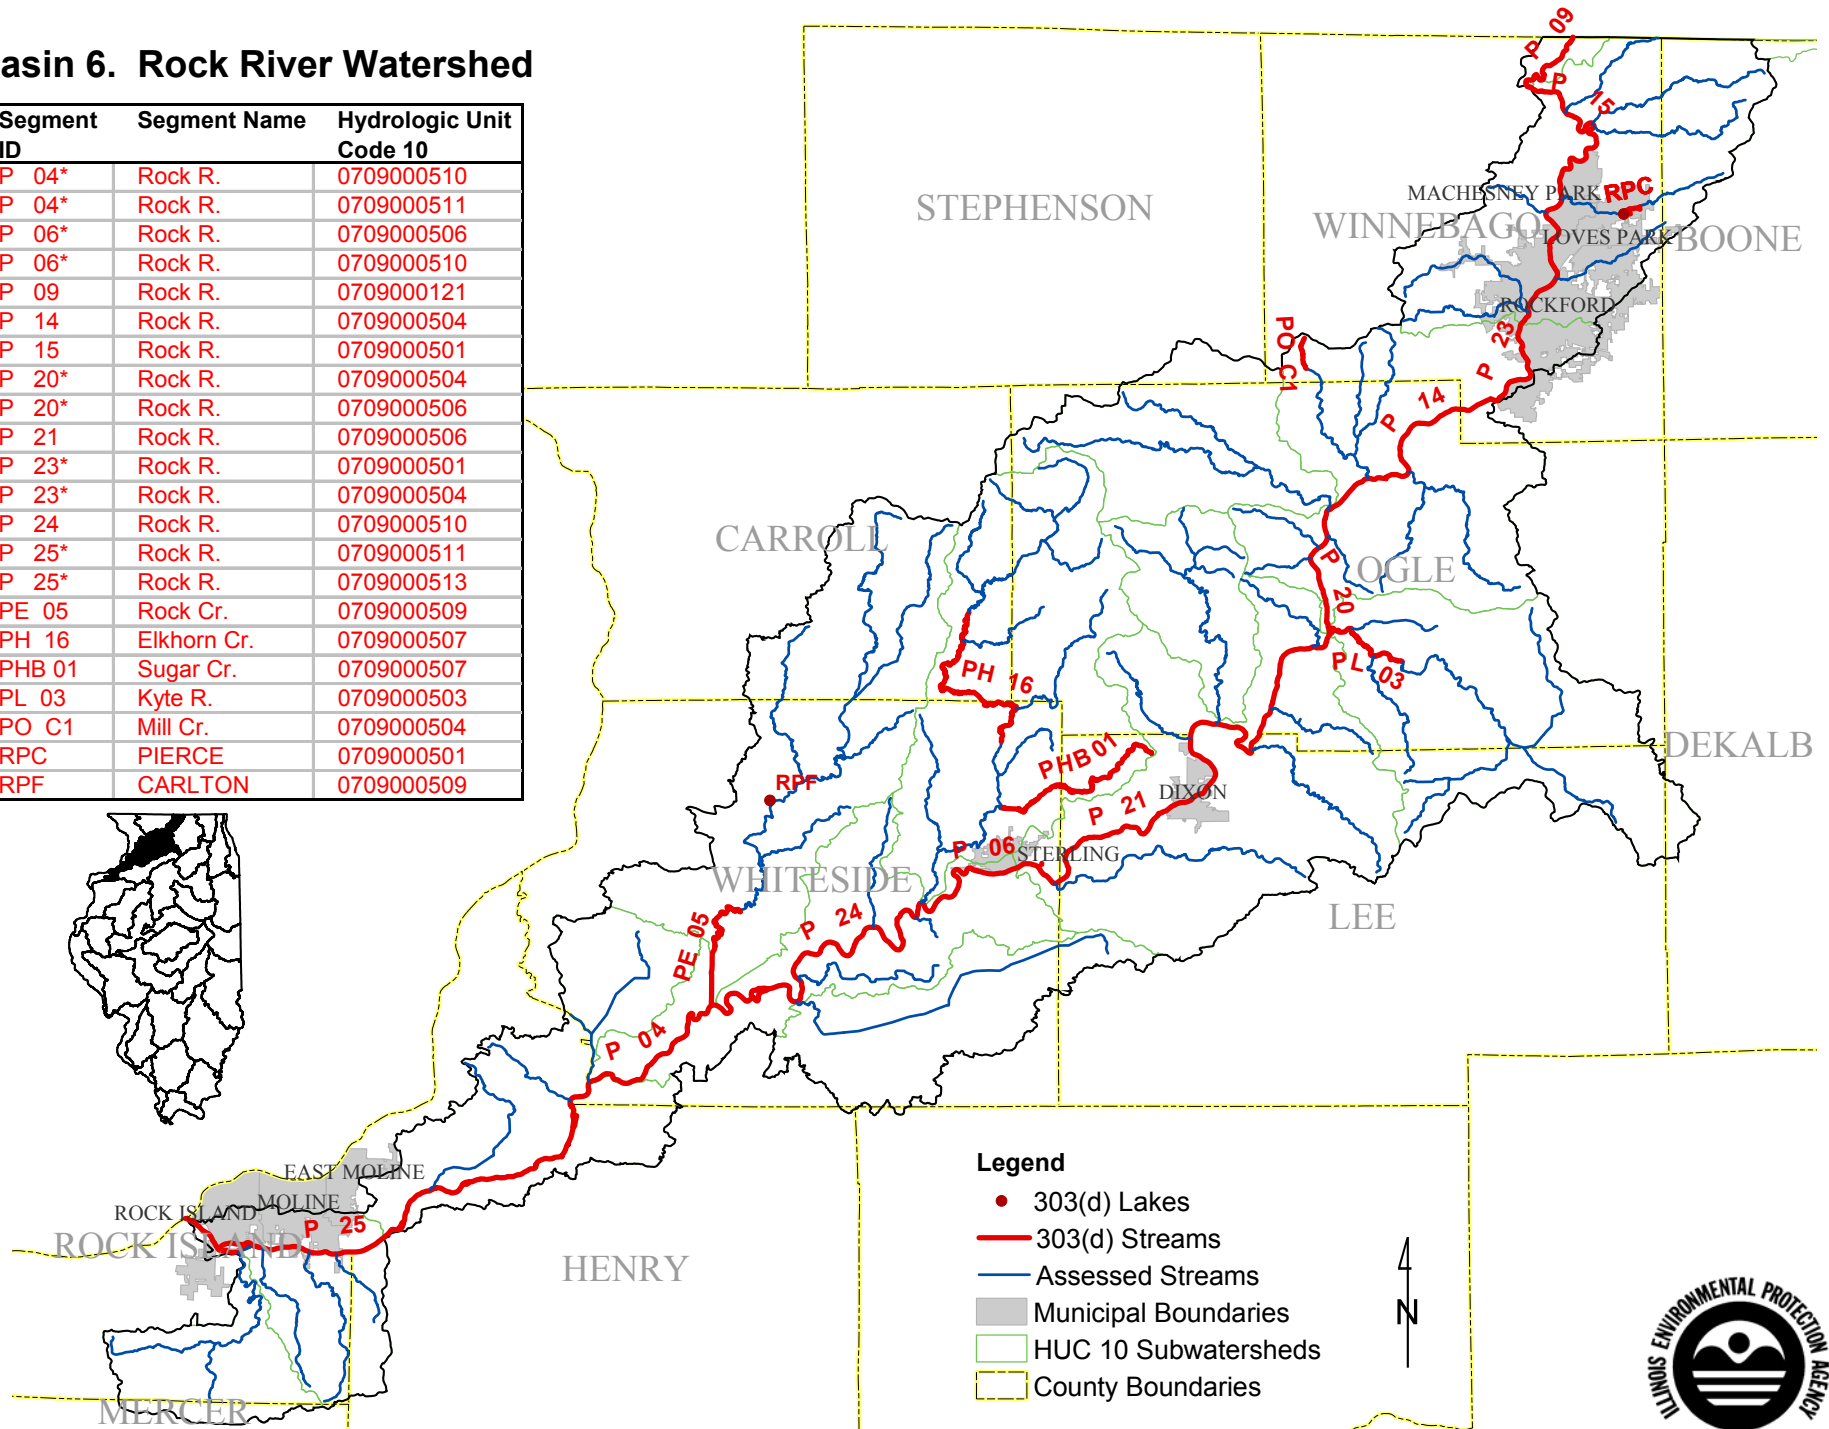 asin 6. Rock River Watershed
Segment ID Segment Name Hydrologic Unit Code 10
P 04* Rock R. 0709000510
P 04* Rock R. 0709000511
P 06* Rock R. 0709000506
P 06* Rock R. 0709000510
P 09 Rock R. 0709000121
P 14 Rock R. 0709000504
P 15 Rock R. 0709000501
P 20* Rock R. 0709000504
P 20* Rock R. 0709000506
P 21 Rock R. 0709000506
P 23* Rock R. 0709000501
P 23* Rock R. 0709000504
P 24 Rock R. 0709000510
P 25* Rock R. 0709000511
P 25* Rock R. 0709000513
PE 05 Rock Cr. 0709000509
PH 16 Elkhorn Cr. 0709000507
PHB 01 Sugar Cr. 0709000507
PL 03 Kyte R. 0709000503
PO C1 Mill Cr. 0709000504
RPC PIERCE 0709000501
RPF CARLTON 0709000509
P 09
P 15
STEPHENSON
MACHESNEY PARK
RPC
WINNEBAGO
LOVES PARK
BOONE
ROCKFORD
PO C1
P 23
P 14
CARROLL
P 20
OGLE
PH 16
PL 03
DEKALB
PHB 01
RPF
DIXON
P 21
P 06
STERLING
WHITESIDE
LEE
P 24
PE 05
P 04
EAST MOLINE
MOLINE
ROCK ISLAND
P 25
ROCK ISLAND
HENRY
MERCER
Legend
303(d) Lakes
303(d) Streams
Assessed Streams
Municipal Boundaries
HUC 10 Subwatersheds
County Boundaries
N
ILLINOIS ENVIRONMENTAL PROTECTION AGENCY